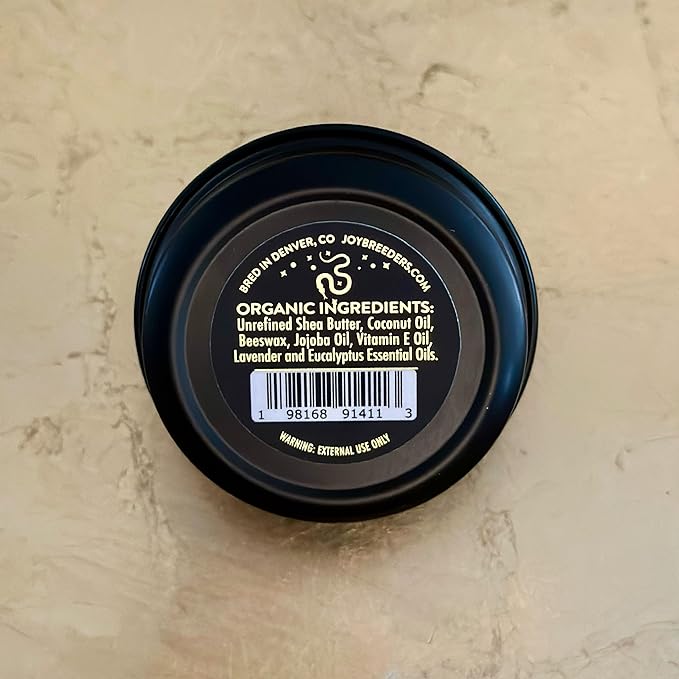 BRED IN DENVER, CO JOYBREEDERS.COM
ORGANIC INGREDIENTS:
Unrefined Shea Butter, Coconut Oil,
Beeswax, Jojoba Oil, Vitamin E Oil,
Lavender and Eucalyptus Essential Oils.
1 98168 91411 3
WARNING: EXTERNAL USE ONLY